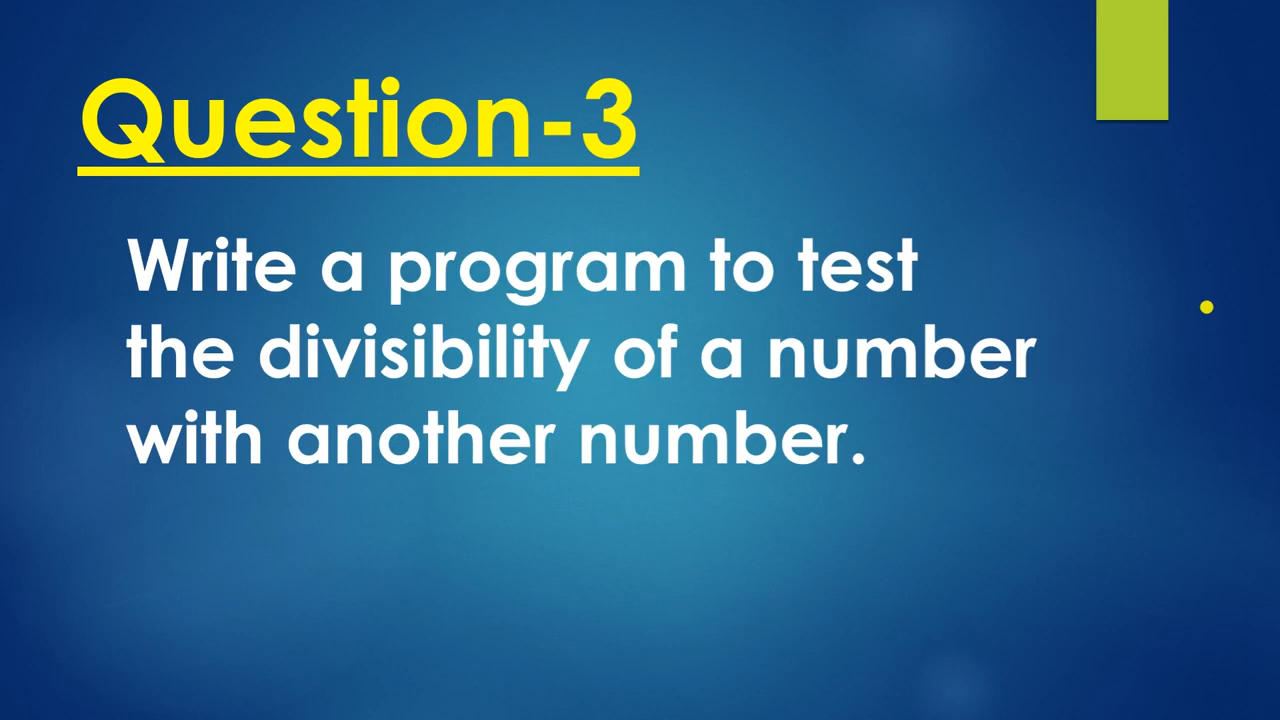 Question-3
Write a program to test
the divisibility of a number
with another number.